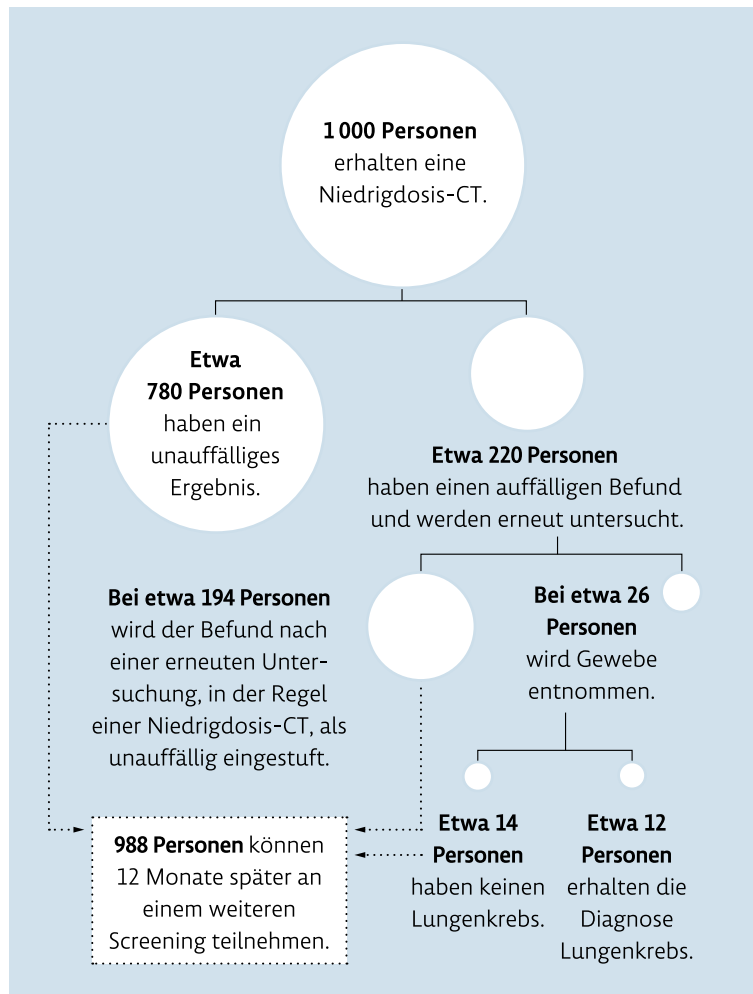 1 000 Personen
erhalten eine
Niedrigdosis-CT.
Etwa
780 Personen
haben ein
unauffälliges
Ergebnis.
Etwa 220 Personen
haben einen auffälligen Befund
und werden erneut untersucht.
Bei etwa 194 Personen
wird der Befund nach
einer erneuten Unter-
suchung, in der Regel
einer Niedrigdosis-CT, als
unauffällig eingestuft.
Bei etwa 26
Personen
wird Gewebe
entnommen.
988 Personen können
12 Monate später an
einem weiteren
Screening teilnehmen.
Etwa 14
Personen
haben keinen
Lungenkrebs.
Etwa 12
Personen
erhalten die
Diagnose
Lungenkrebs.